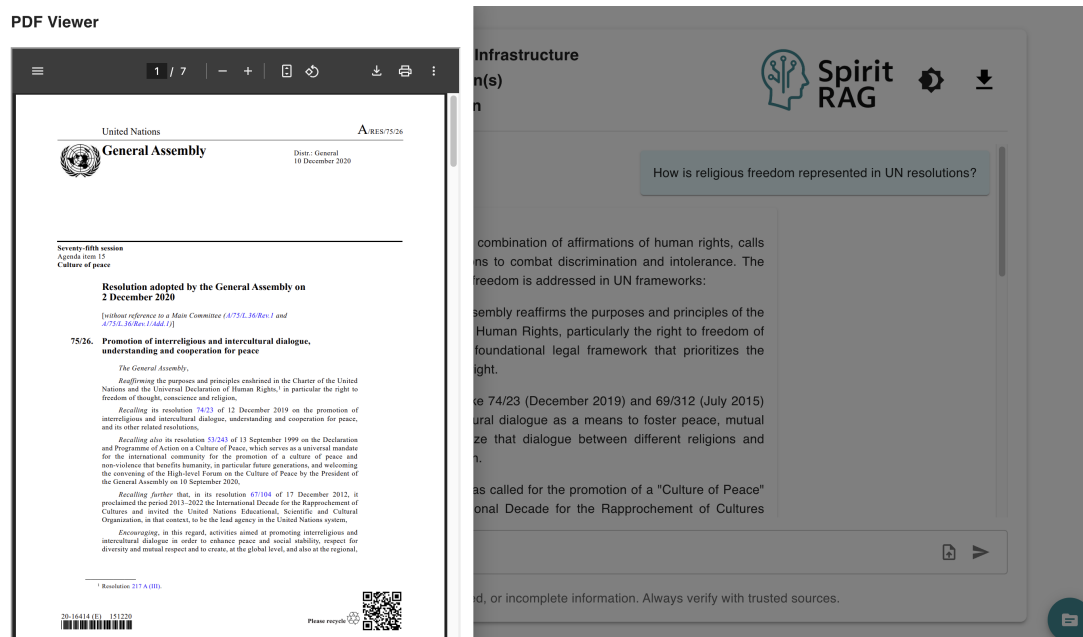 PDF Viewer
1 / 7
United Nations
A/RES/75/26
General Assembly
Distr.: General
10 December 2020
Seventy-fifth session
Agenda item 15
Culture of peace
Resolution adopted by the General Assembly on
2 December 2020
[without reference to a Main Committee (A/75/L.36/Rev.1 and
A/75/L.36/Rev.1/Add.1)]
75/26. Promotion of interreligious and intercultural dialogue,
understanding and cooperation for peace
The General Assembly,
Reaffirming the purposes and principles enshrined in the Charter of the United
Nations and the Universal Declaration of Human Rights,1 in particular the right to
freedom of thought, conscience and religion,
Recalling its resolution 74/23 of 12 December 2019 on the promotion of
interreligious and intercultural dialogue, understanding and cooperation for peace,
and its other related resolutions,
Recalling also its resolution 53/243 of 13 September 1999 on the Declaration
and Programme of Action on a Culture of Peace, which serves as a universal mandate
for the international community for the promotion of a culture of peace and
non-violence that benefits humanity, in particular future generations, and welcoming
the convening of the High-level Forum on the Culture of Peace by the President of
the General Assembly on 10 September 2020,
Recalling further that, in its resolution 67/104 of 17 December 2012, it
proclaimed the period 2013–2022 the International Decade for the Rapprochement of
Cultures and invited the United Nations Educational, Scientific and Cultural
Organization, in that context, to be the lead agency in the United Nations system,
Encouraging, in this regard, activities aimed at promoting interreligious and
intercultural dialogue in order to enhance peace and social stability, respect for
diversity and mutual respect and to create, at the global level, and also at the regional,
1 Resolution 217 A (III).
20-16414 (E) 151220
Please recycle
Infrastructure
n(s)
n
Spirit
RAG
How is religious freedom represented in UN resolutions?
combination of affirmations of human rights, calls
ns to combat discrimination and intolerance. The
freedom is addressed in UN frameworks:
sembly reaffirms the purposes and principles of the
Human Rights, particularly the right to freedom of
foundational legal framework that prioritizes the
ight.
ke 74/23 (December 2019) and 69/312 (July 2015)
ural dialogue as a means to foster peace, mutual
ze that dialogue between different religions and
n.
as called for the promotion of a "Culture of Peace"
onal Decade for the Rapprochement of Cultures
ed, or incomplete information. Always verify with trusted sources.